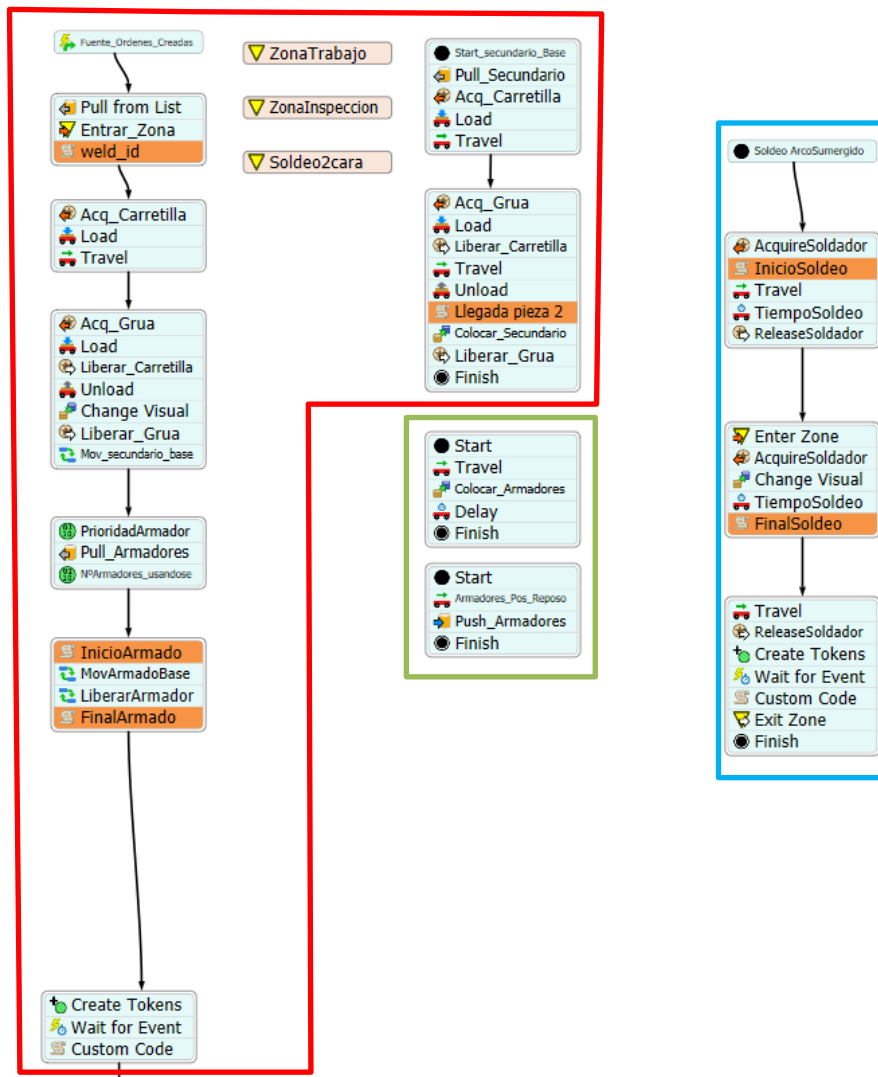 Fuente_Ordenes_Creadas
Pull from List
Entrar_Zona
weld_id
Acq_Carretilla
Load
Travel
Acq_Grua
Load
Liberar_Carretilla
Unload
Change Visual
Liberar_Grua
Mov_secundario_base
PrioridadArmador
Pull_Armadores
NºArmadores_usandose
InicioArmado
MovArmadoBase
LiberarArmador
FinalArmado
Create Tokens
Wait for Event
Custom Code
ZonaTrabajo
ZonaInspeccion
Soldeo2cara
Start_secundario_Base
Pull_Secundario
Acq_Carretilla
Load
Travel
Acq_Grua
Load
Liberar_Carretilla
Travel
Unload
Llegada pieza 2
Colocar_Secundario
Liberar_Grua
Finish
Start
Travel
Colocar_Armadores
Delay
Finish
Start
Armadores_Pos_Reposo
Push_Armadores
Finish
Soldeo ArcoSumergido
AcquireSoldador
InicioSoldeo
Travel
TiempoSoldeo
ReleaseSoldador
Enter Zone
AcquireSoldador
Change Visual
TiempoSoldeo
FinalSoldeo
Travel
ReleaseSoldador
Create Tokens
Wait for Event
Custom Code
Exit Zone
Finish